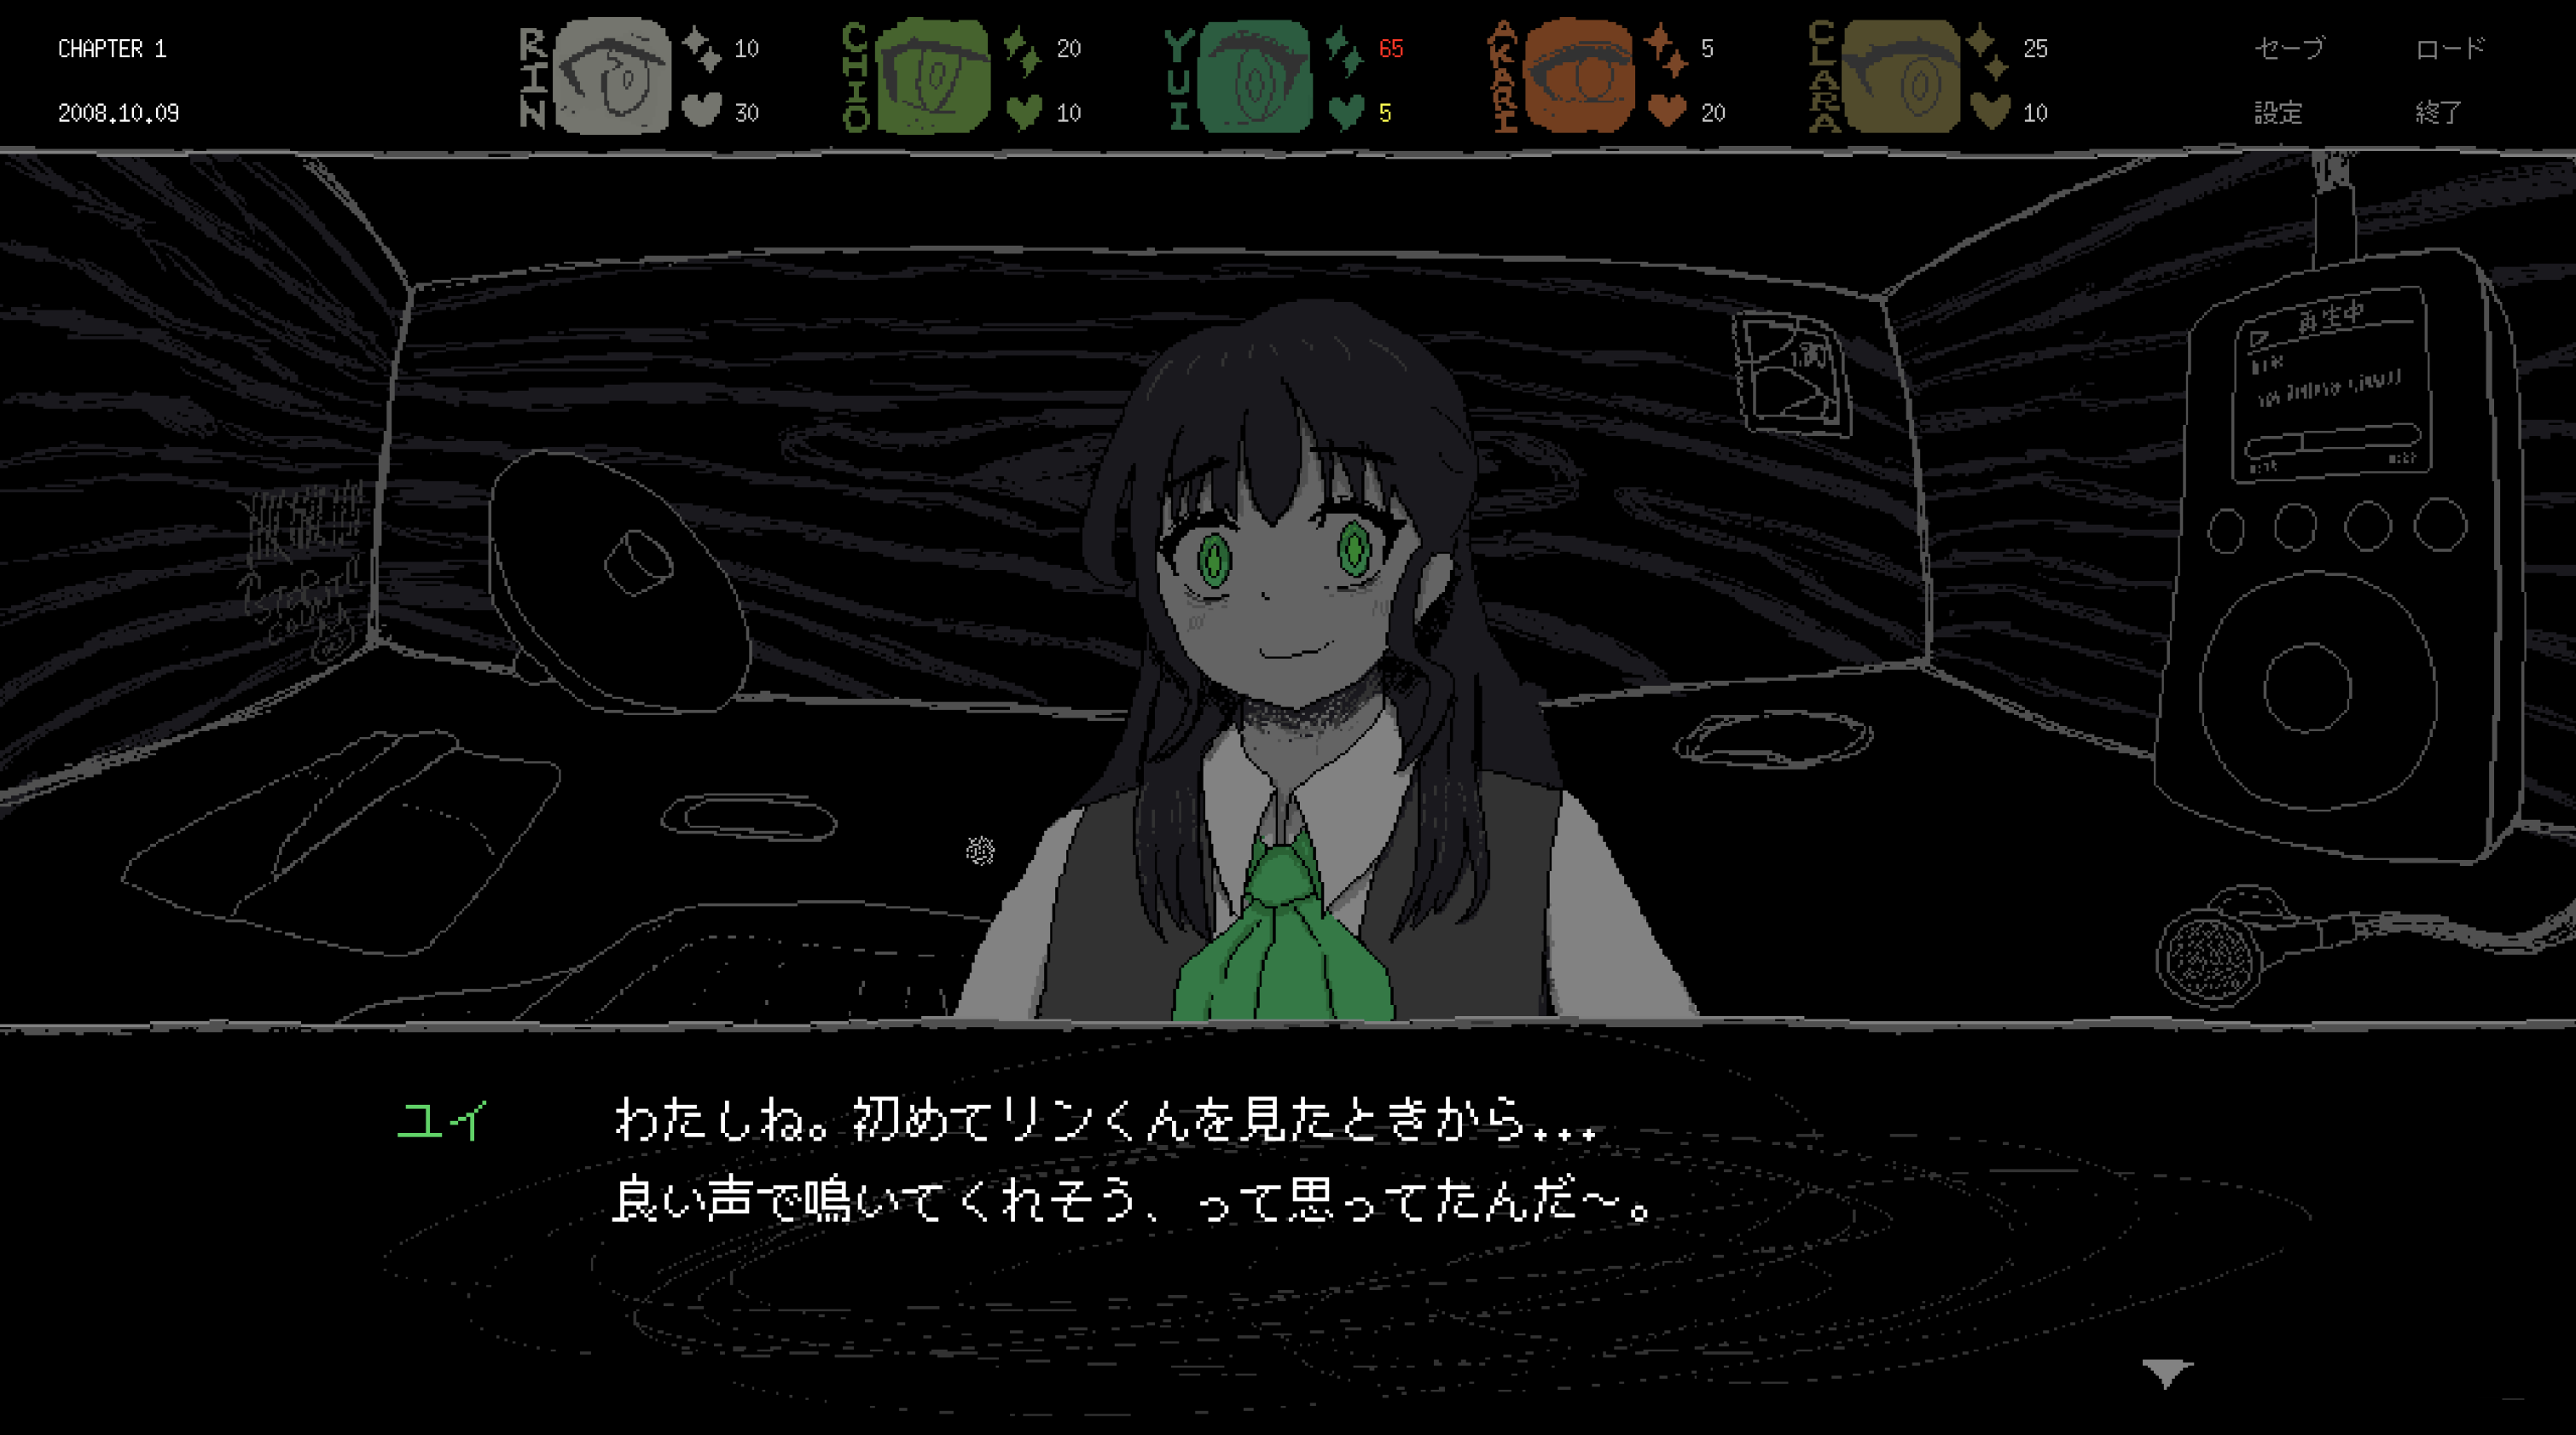 CHAPTER 1
2008.10.09
RIN
10
30
CHIO
20
10
YUI
65
5
AKARI
5
20
CLARA
25
10
セーブ
ロード
設定
終了
再生中
ユイ
わたしね。初めてリンくんを見たときから...
良い声で鳴いてくれそう、って思ってたんだ～。